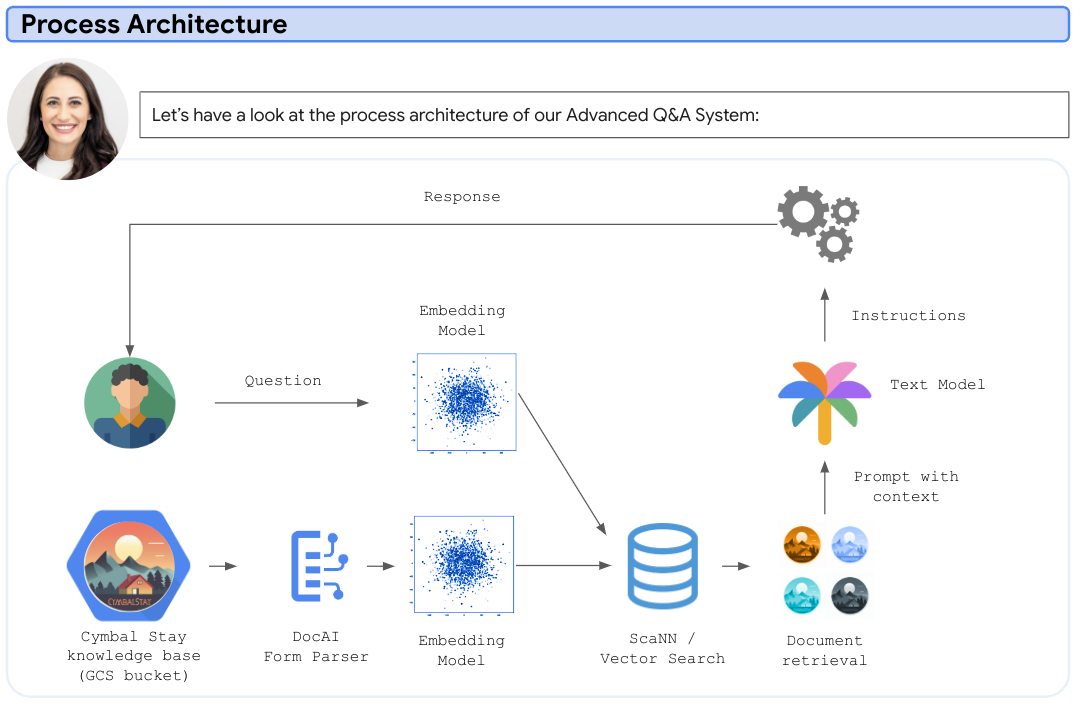 Process Architecture
Let's have a look at the process architecture of our Advanced Q&A System:
Response
Embedding
Model
Instructions
Question
Text Model
Prompt with
context
CYMBALSTAT
Cymbal Stay
knowledge base
(GCS bucket)
DocAI
Form Parser
Embedding
Model
ScaNN /
Vector Search
Document
retrieval